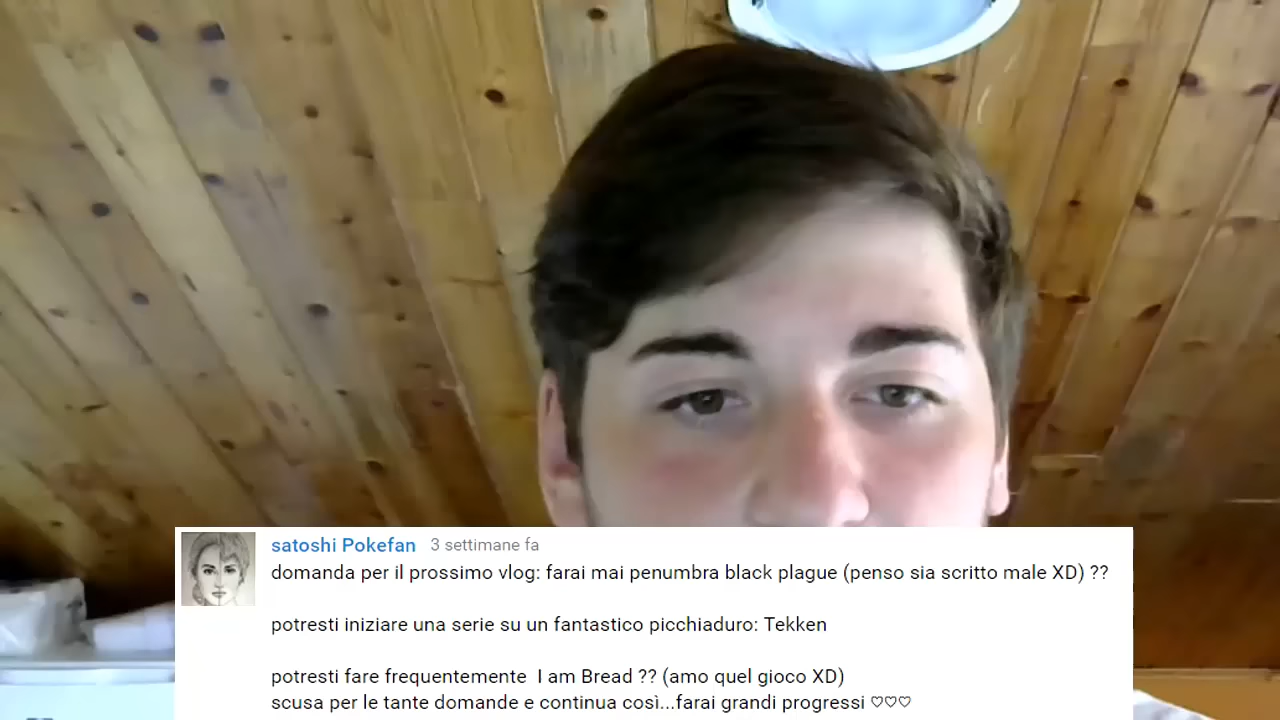 satoshi Pokefan 3 settimane fa
domanda per il prossimo vlog: farai mai penumbra black plague (penso sia scritto male XD) ??
potresti iniziare una serie su un fantastico picchiaduro: Tekken
potresti fare frequentemente I am Bread ?? (amo quel gioco XD)
scusa per le tante domande e continua così...farai grandi progressi ♡♡♡